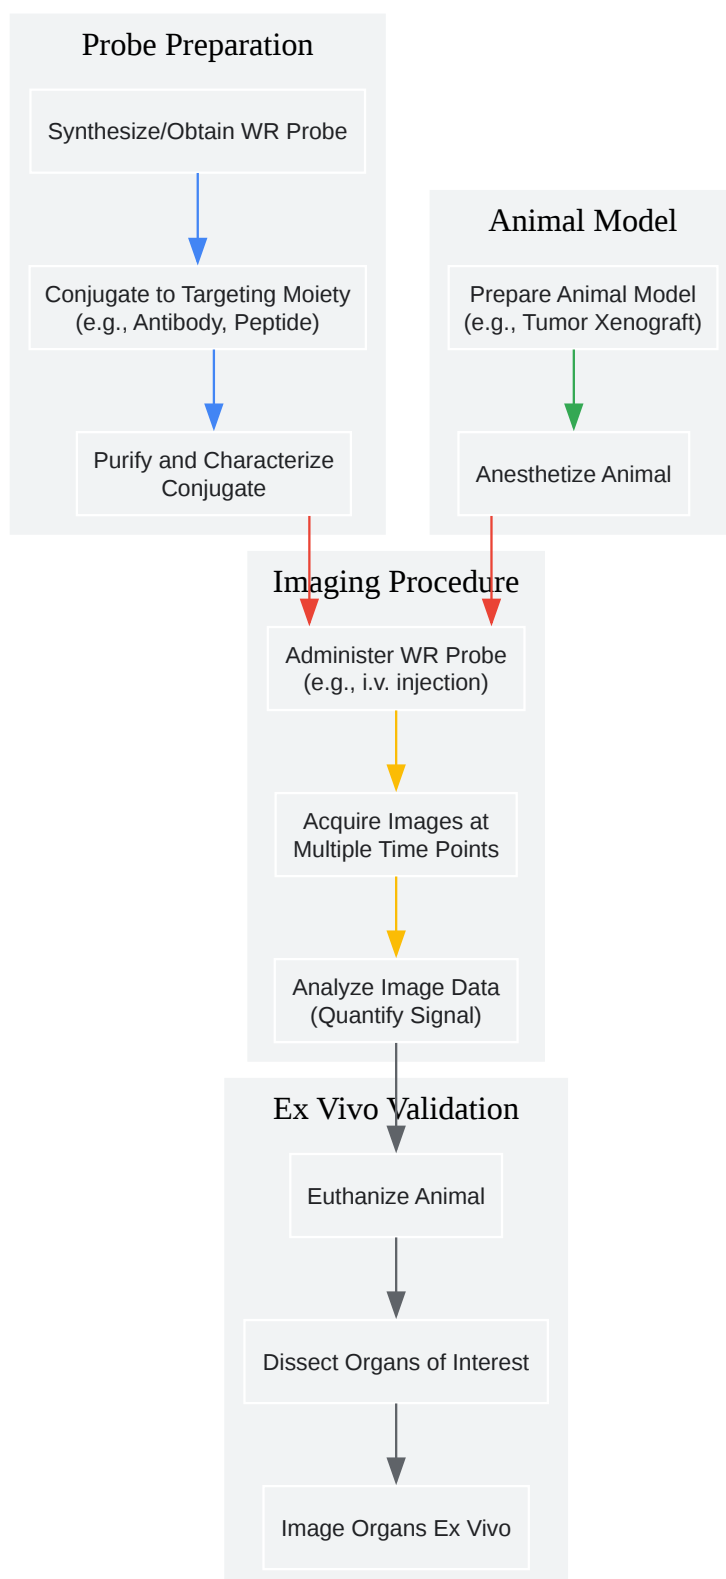 Probe Preparation
Synthesize/Obtain WR Probe
Conjugate to Targeting Moiety
(e.g., Antibody, Peptide)
Purify and Characterize
Conjugate
Animal Model
Prepare Animal Model
(e.g., Tumor Xenograft)
Anesthetize Animal
Imaging Procedure
Administer WR Probe
(e.g., i.v. injection)
Acquire Images at
Multiple Time Points
Analyze Image Data
(Quantify Signal)
Ex Vivo Validation
Euthanize Animal
Dissect Organs of Interest
Image Organs Ex Vivo